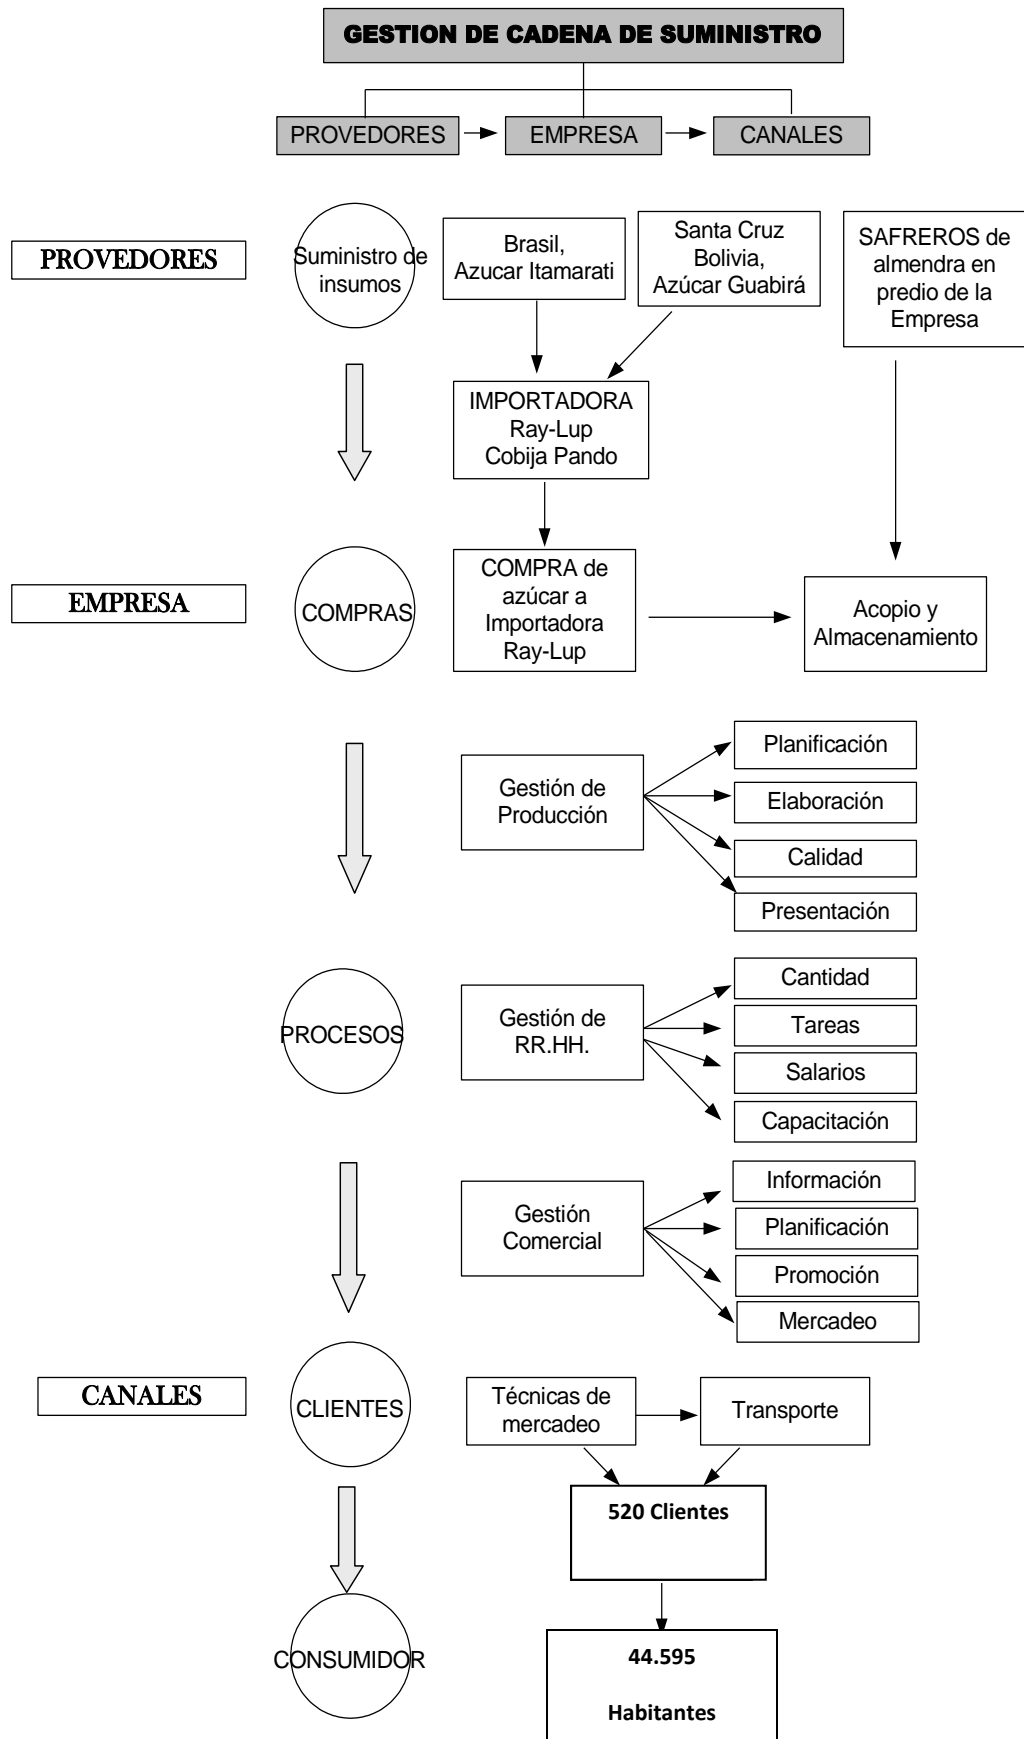 GESTION DE CADENA DE SUMINISTRO
PROVEDORES
EMPRESA
CANALES
PROVEDORES
Suministro de
insumos
Brasil,
Azucar Itamarati
Santa Cruz
Bolivia,
Azúcar Guabirá
SAFREROS de
almendra en
predio de la
Empresa
IMPORTADORA
Ray-Lup
Cobija Pando
EMPRESA
COMPRAS
COMPRA de
azúcar a
Importadora
Ray-Lup
Acopio y
Almacenamiento
Gestión de
Producción
Planificación
Elaboración
Calidad
Presentación
PROCESOS
Gestión de
RR.HH.
Cantidad
Tareas
Salarios
Capacitación
Gestión
Comercial
Información
Planificación
Promoción
Mercadeo
CANALES
CLIENTES
Técnicas de
mercadeo
Transporte
520 Clientes
CONSUMIDOR
44.595
Habitantes